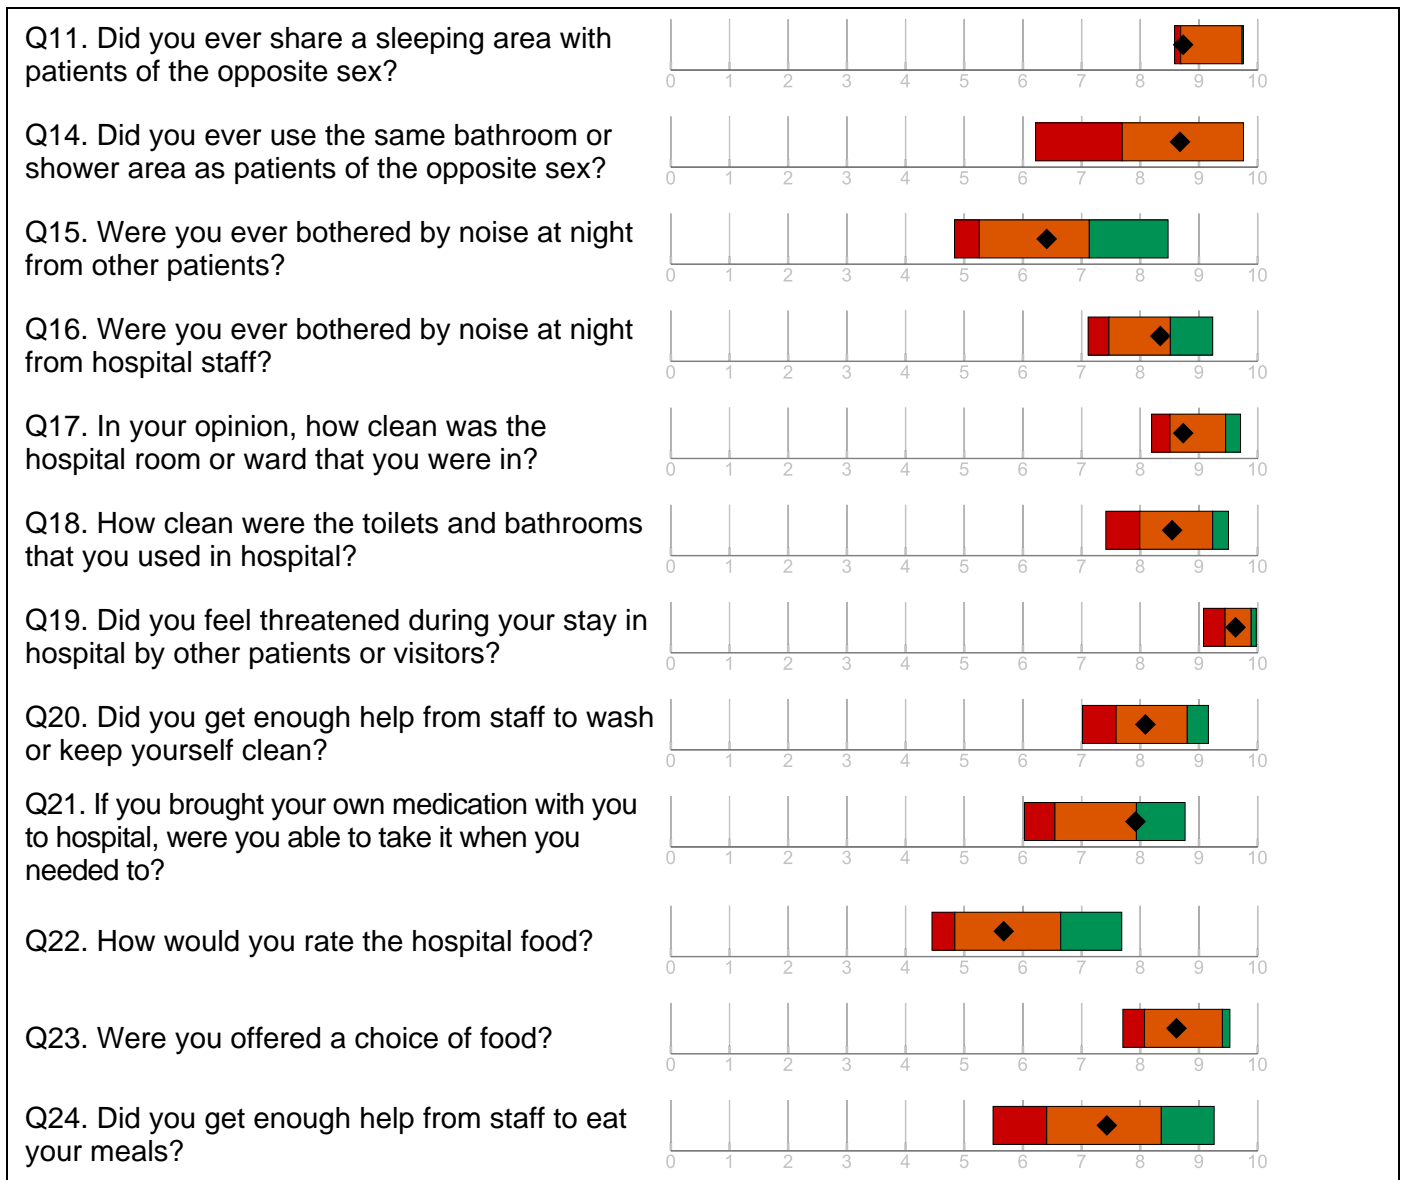 Q11. Did you ever share a sleeping area with
patients of the opposite sex?
0 1 2 3 4 5 6 7 8 9 10
Q14. Did you ever use the same bathroom or
shower area as patients of the opposite sex?
0 1 2 3 4 5 6 7 8 9 10
Q15. Were you ever bothered by noise at night
from other patients?
0 1 2 3 4 5 6 7 8 9 10
Q16. Were you ever bothered by noise at night
from hospital staff?
0 1 2 3 4 5 6 7 8 9 10
Q17. In your opinion, how clean was the
hospital room or ward that you were in?
0 1 2 3 4 5 6 7 8 9 10
Q18. How clean were the toilets and bathrooms
that you used in hospital?
0 1 2 3 4 5 6 7 8 9 10
Q19. Did you feel threatened during your stay in
hospital by other patients or visitors?
0 1 2 3 4 5 6 7 8 9 10
Q20. Did you get enough help from staff to wash
or keep yourself clean?
0 1 2 3 4 5 6 7 8 9 10
Q21. If you brought your own medication with you
to hospital, were you able to take it when you
needed to?
0 1 2 3 4 5 6 7 8 9 10
Q22. How would you rate the hospital food?
0 1 2 3 4 5 6 7 8 9 10
Q23. Were you offered a choice of food?
0 1 2 3 4 5 6 7 8 9 10
Q24. Did you get enough help from staff to eat
your meals?
0 1 2 3 4 5 6 7 8 9 10